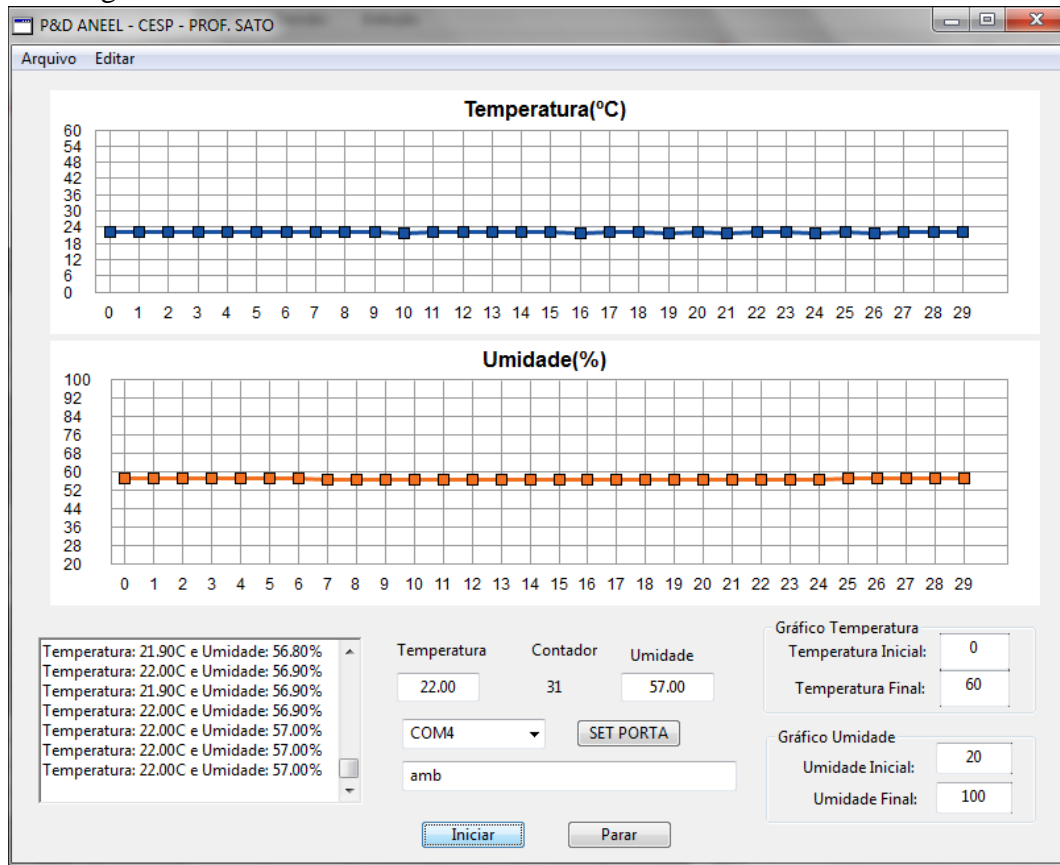 P&D ANEEL - CESP - PROF. SATO
Arquivo Editar
Temperatura(ºC)
60
54
48
42
36
30
24
18
12
6
0
0 1 2 3 4 5 6 7 8 9 10 11 12 13 14 15 16 17 18 19 20 21 22 23 24 25 26 27 28 29
Umidade(%)
100
92
84
76
68
60
52
44
36
28
20
0 1 2 3 4 5 6 7 8 9 10 11 12 13 14 15 16 17 18 19 20 21 22 23 24 25 26 27 28 29
Temperatura: 21.90C e Umidade: 56.80%
Temperatura: 22.00C e Umidade: 56.90%
Temperatura: 21.90C e Umidade: 56.90%
Temperatura: 22.00C e Umidade: 56.90%
Temperatura: 22.00C e Umidade: 57.00%
Temperatura: 22.00C e Umidade: 57.00%
Temperatura: 22.00C e Umidade: 57.00%
Temperatura Contador Umidade
22.00 31 57.00
COM4 SET PORTA
amb
Iniciar Parar
Gráfico Temperatura
Temperatura Inicial: 0
Temperatura Final: 60
Gráfico Umidade
Umidade Inicial: 20
Umidade Final: 100